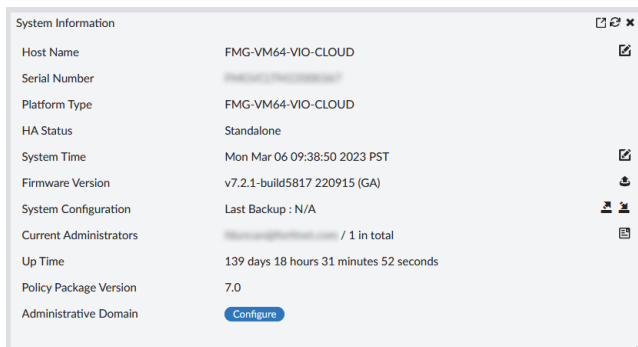 System Information
Host Name FMG-VM64-VIO-CLOUD
Serial Number
Platform Type FMG-VM64-VIO-CLOUD
HA Status Standalone
System Time Mon Mar 06 09:38:50 2023 PST
Firmware Version v7.2.1-build5817 220915 (GA)
System Configuration Last Backup : N/A
Current Administrators / 1 in total
Up Time 139 days 18 hours 31 minutes 52 seconds
Policy Package Version 7.0
Administrative Domain Configure